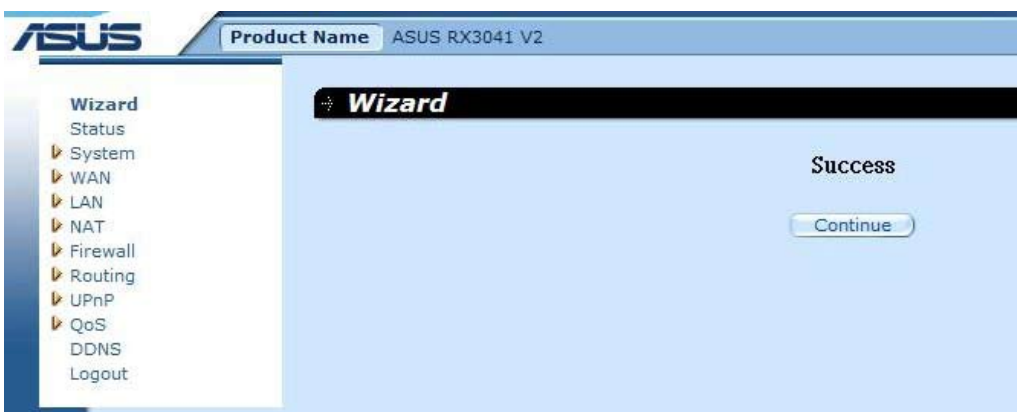 ASUS
Product Name ASUS RX3041 V2
Wizard
Status
System
WAN
LAN
NAT
Firewall
Routing
UPnP
QoS
DDNS
Logout
Wizard
Success
Continue